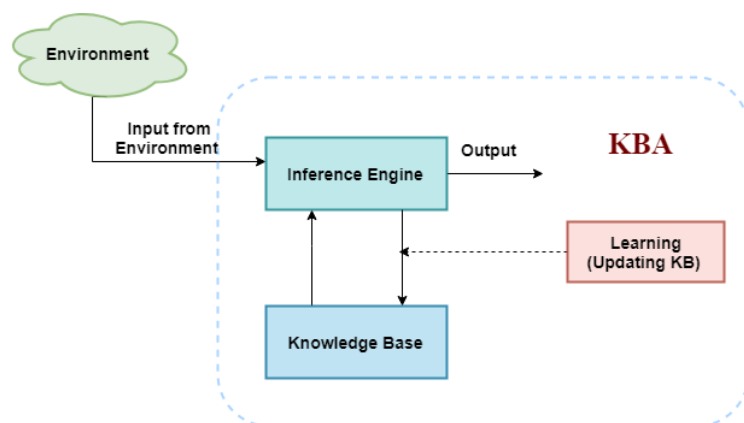 Environment
Input from
Environment
Inference Engine
Output
KBA
Learning
(Updating KB)
Knowledge Base